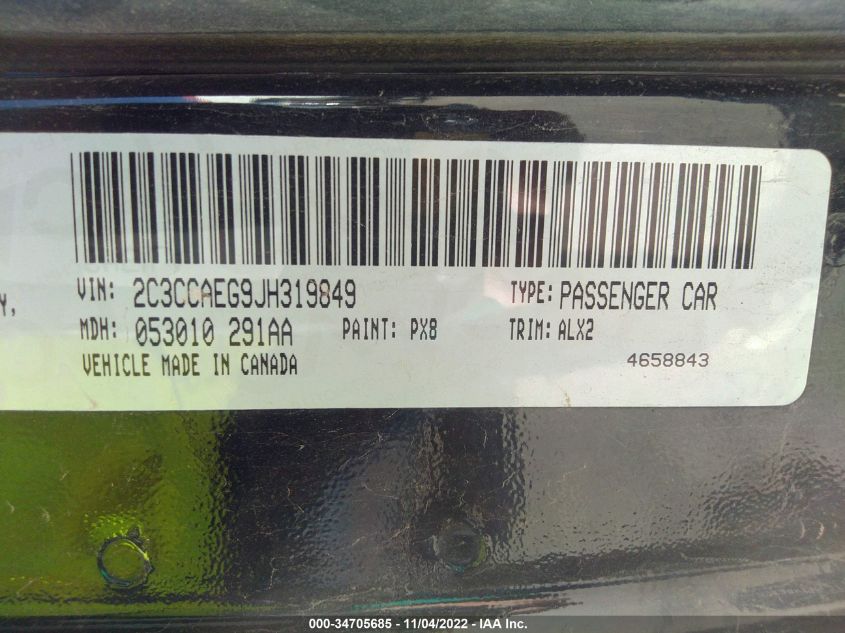 VIN: 2C3CCAEG9JH319849 TYPE: PASSENGER CAR
Y,
MDH: 053010 291AA PAINT: PX8 TRIM: ALX2
VEHICLE MADE IN CANADA 4658843
000-34705685 - 11/04/2022 - IAA Inc.